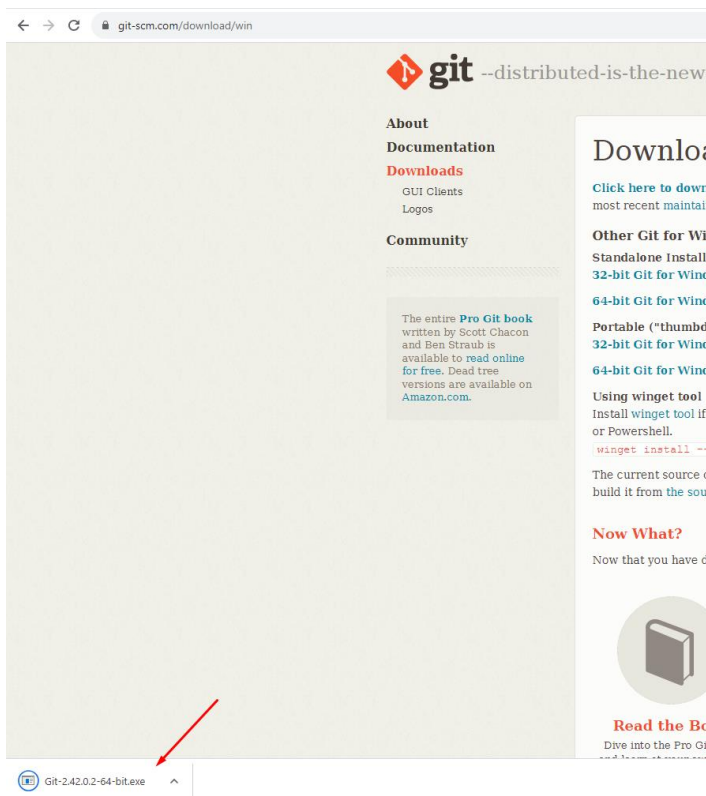 git-scm.com/download/win
git --distributed-is-the-new
About
Documentation
Downloads
GUI Clients
Logos
Community
The entire Pro Git book
written by Scott Chacon
and Ben Straub is
available to read online
for free. Dead tree
versions are available on
Amazon.com.
Downloa
Click here to down
most recent maintai
Other Git for Wi
Standalone Install
32-bit Git for Wind
64-bit Git for Wind
Portable ("thumbd
32-bit Git for Wind
64-bit Git for Wind
Using winget tool
Install winget tool if
or Powershell.
winget install --
The current source c
build it from the sou
Now What?
Now that you have d
Read the Bo
Dive into the Pro Gi
Git-2.42.0.2-64-bit.exe